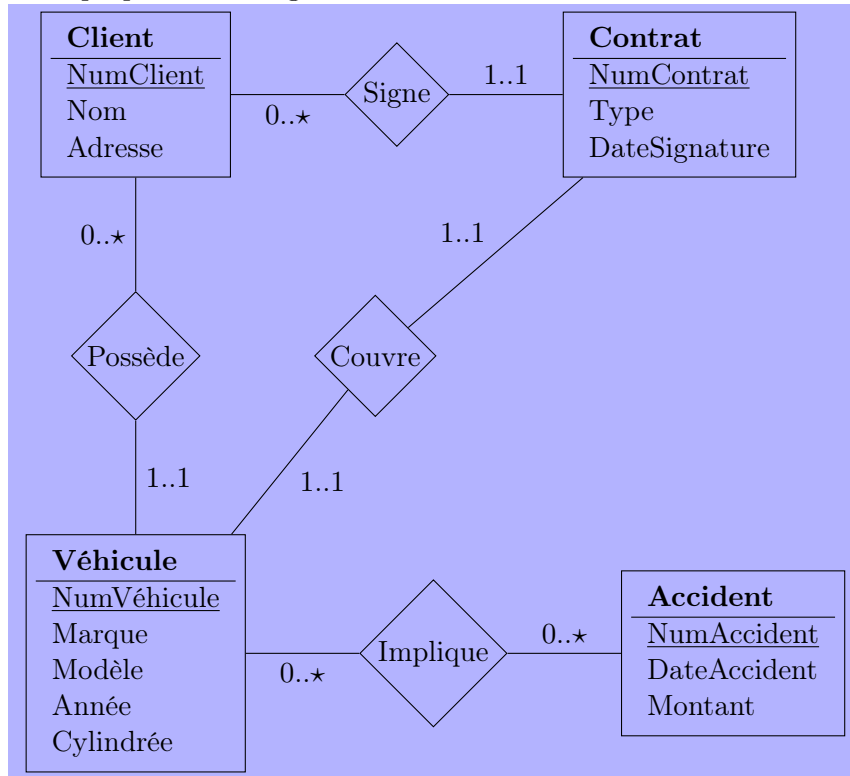 Client
NumClient
Nom
Adresse
0..⋆
Signe
1..1
Contrat
NumContrat
Type
DateSignature
0..⋆
1..1
Possède
Couvre
1..1
1..1
Véhicule
NumVéhicule
Marque
Modèle
Année
Cylindrée
0..⋆
Implique
0..⋆
Accident
NumAccident
DateAccident
Montant